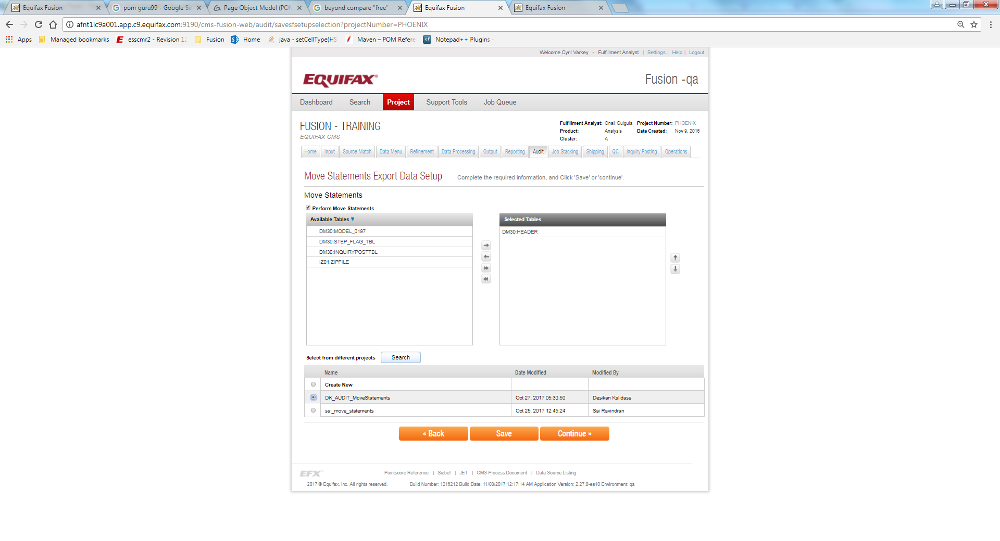 Equifax Fusion
pom guru99 - Google Se
Page Object Model (POM
beyond compare "free" -
Equifax Fusion
Equifax Fusion
afnt1lc9a001.app.c9.equifax.com:9190/cms-fusion-web/audit/savesfsetupselection?projectNumber=PHOENIX
Apps
Managed bookmarks
esscmr2 - Revision 12
Fusion
Home
java - setCellType(HS
Maven – POM Refere
Notepad++ Plugins -
Welcome Cyril Varkey - Fulfillment Analyst | Settings | Help | Logout
EQUIFAX
Fusion -qa
Dashboard
Search
Project
Support Tools
Job Queue
FUSION - TRAINING
EQUIFAX CMS
Fulfillment Analyst: Onali Gulgula Project Number: PHOENIX
Product: Analysis Date Created: Nov 9, 2016
Cluster: A
Home
Input
Source Match
Data Menu
Refinement
Data Processing
Output
Reporting
Audit
Job Stacking
Shipping
QC
Inquiry Posting
Operations
Move Statements Export Data Setup
Complete the required information, and Click 'Save' or 'continue'.
Move Statements
Perform Move Statements
Available Tables
DM30:MODEL_0197
DM30:STEP_FLAG_TBL
DM30:INQUIRYPOSTTBL
IZ01:ZIPFILE
Selected Tables
DM30:HEADER
Select from different projects
Search
Name Date Modified Modified By
Create New
DK_AUDIT_MoveStatements Oct 27, 2017 05:30:50 Desikan Kalidass
sai_move_statements Oct 25, 2017 12:45:24 Sai Ravindran
« Back
Save
Continue »
EFX
Pointscore Reference | Siebel | JET | CMS Process Document | Data Source Listing
2017 © Equifax, Inc. All rights reserved.
Build Number: 1216212 Build Date: 11/08/2017 12:17:14 AM Application Version: 2.27.0-ea10 Environment: qa